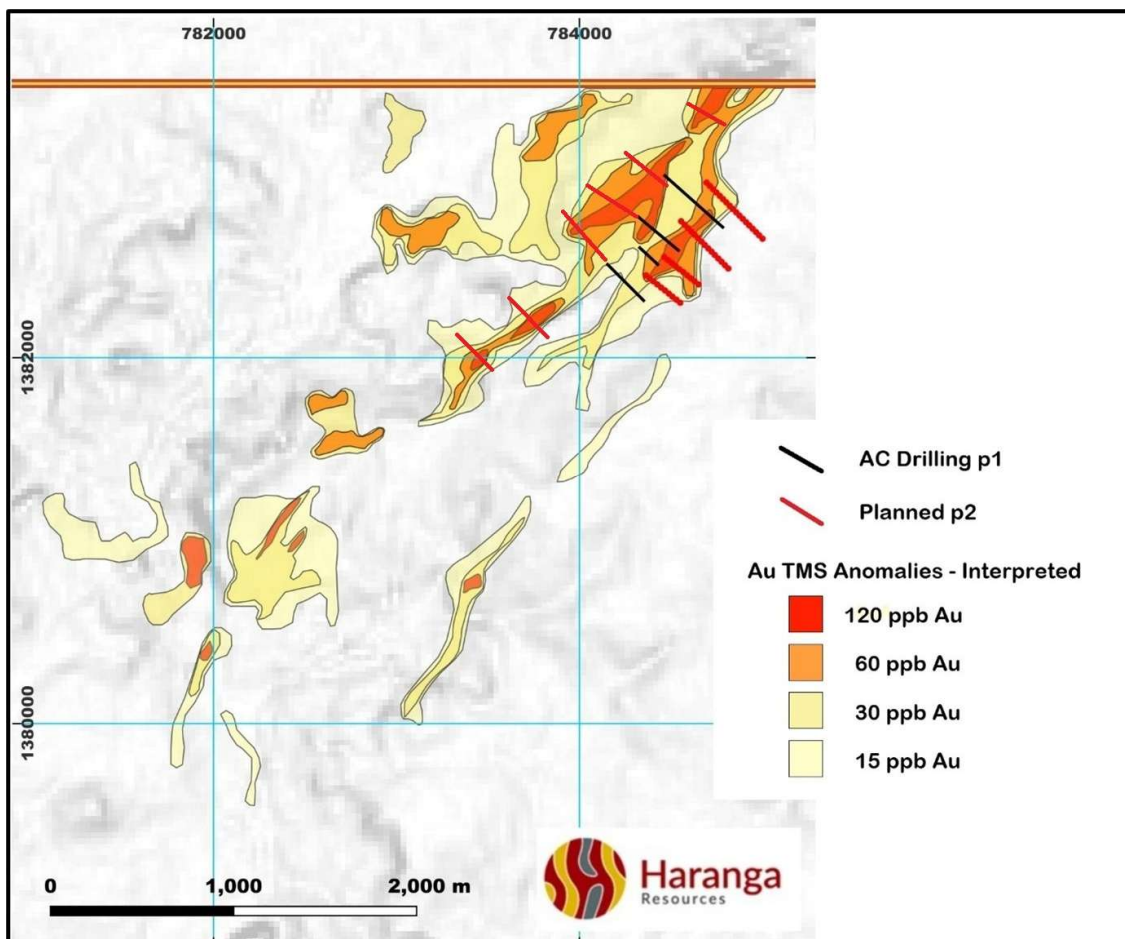 782000
784000
1382000
AC Drilling p1
Planned p2
Au TMS Anomalies - Interpreted
120 ppb Au
60 ppb Au
30 ppb Au
15 ppb Au
1380000
0 1,000 2,000 m
Haranga
Resources